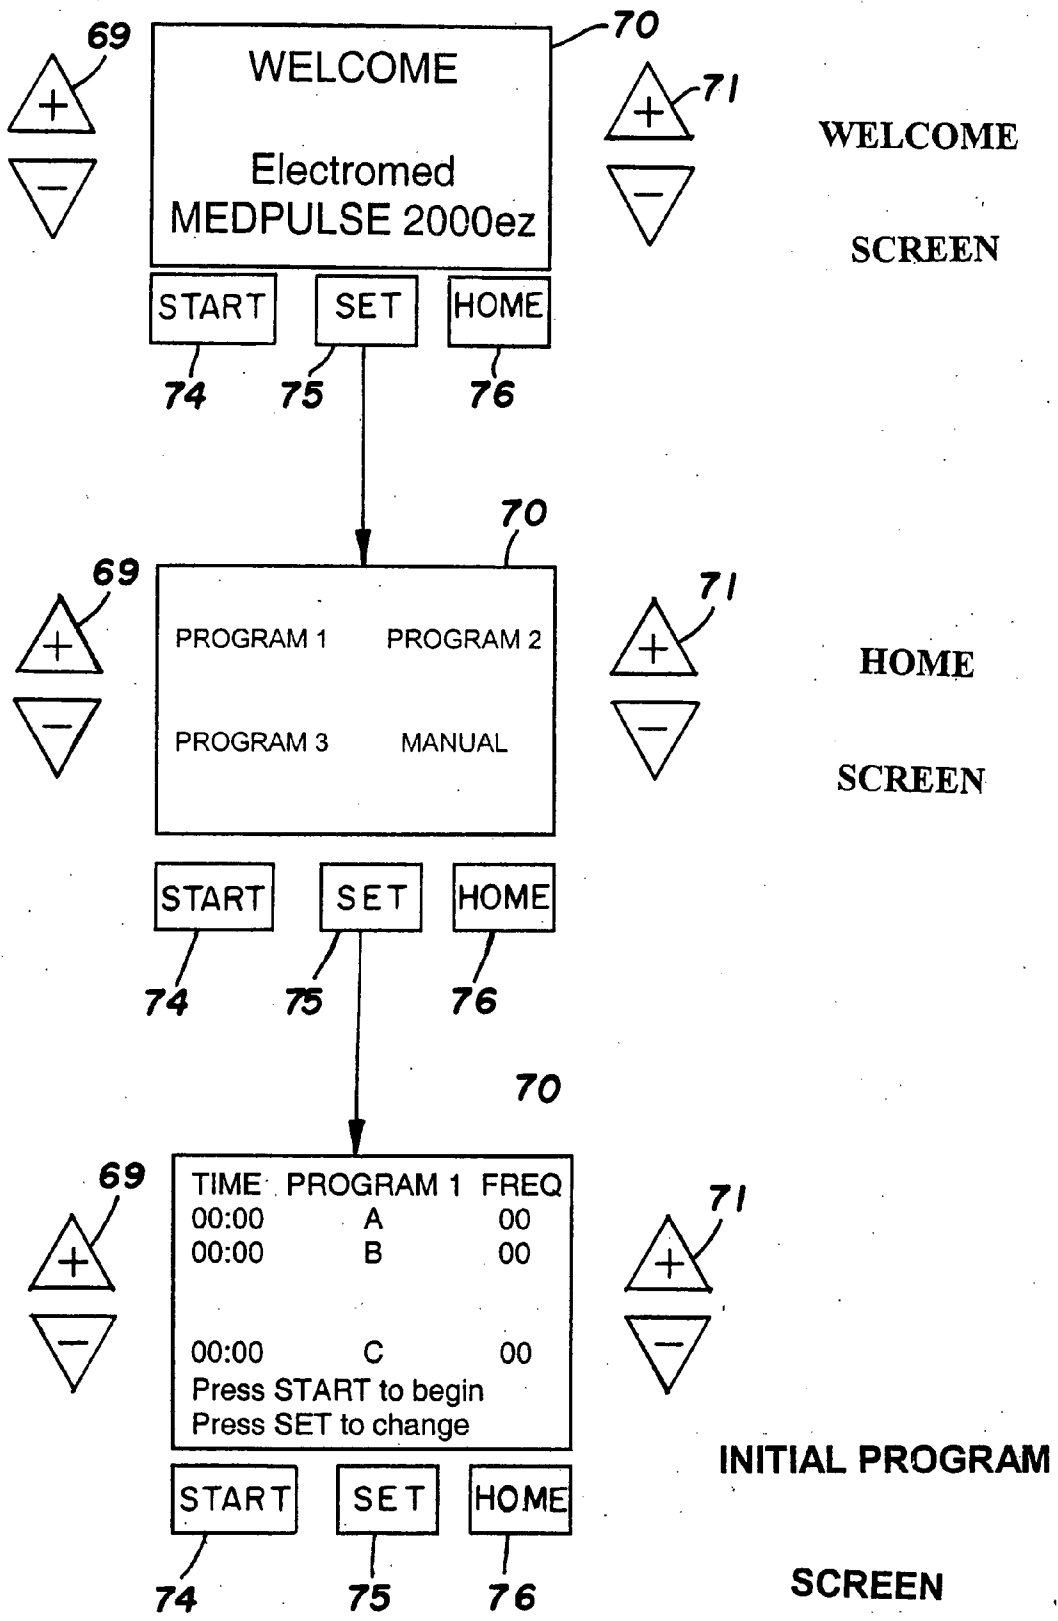 69
70
WELCOME
+
71
+
WELCOME
Electromed
−
−
MEDPULSE 2000ez
SCREEN
START SET HOME
74 75 76
70
69
71
+
PROGRAM 1 PROGRAM 2
+
HOME
−
PROGRAM 3 MANUAL
−
SCREEN
START SET HOME
74 75 76
70
69
TIME PROGRAM 1 FREQ
71
00:00 A 00
+
00:00 B 00
+
−
00:00 C 00
−
Press START to begin
Press SET to change
INITIAL PROGRAM
START SET HOME
SCREEN
74 75 76